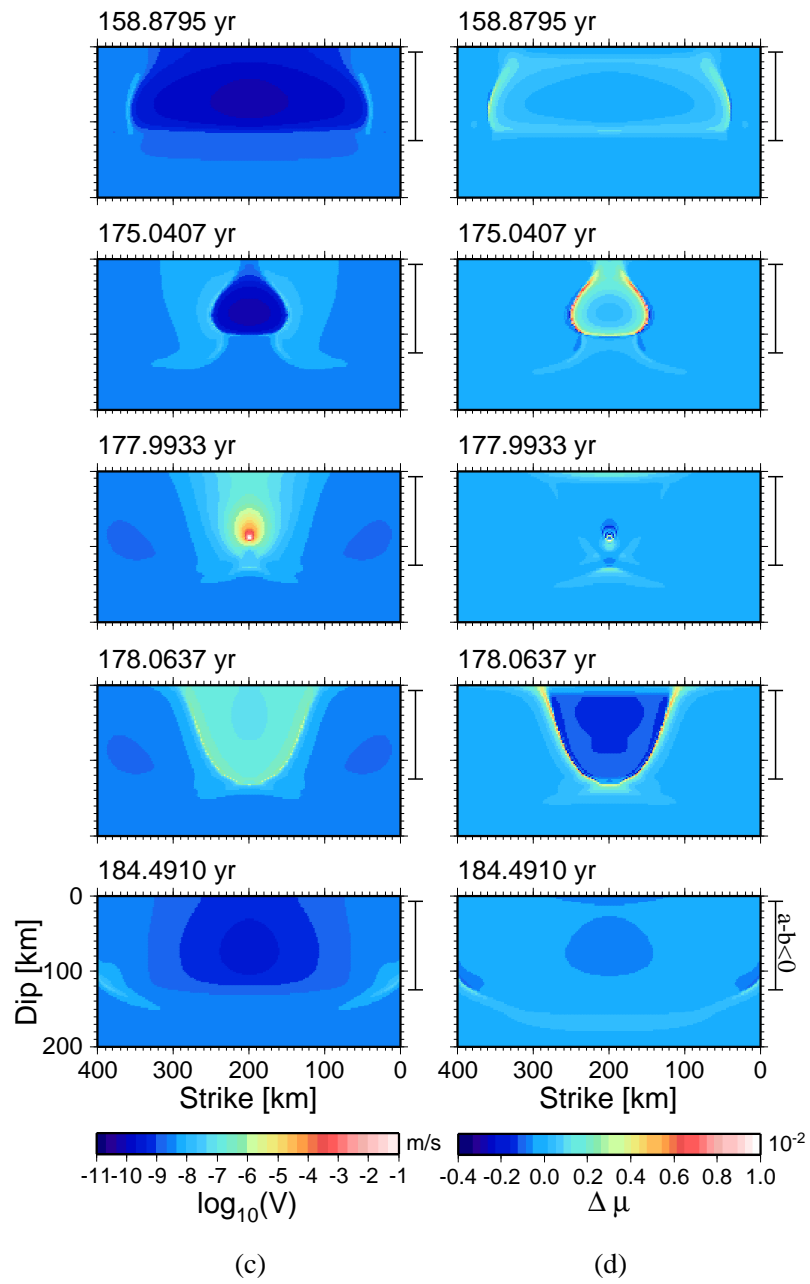 158.8795 yr
158.8795 yr
175.0407 yr
175.0407 yr
177.9933 yr
177.9933 yr
178.0637 yr
178.0637 yr
184.4910 yr
184.4910 yr
0
100
200
Dip [km]
a-b<0
400 300 200 100 0
400 300 200 100 0
Strike [km]
Strike [km]
m/s
10-2
-11 -10 -9 -8 -7 -6 -5 -4 -3 -2 -1
-0.4 -0.2 0.0 0.2 0.4 0.6 0.8 1.0
log10(V)
Δ μ
(c)
(d)